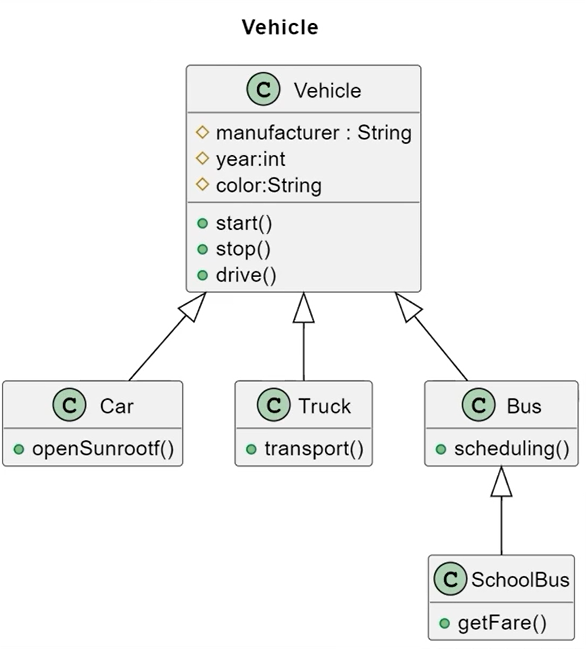 Vehicle
C Vehicle
manufacturer : String
year:int
color:String
start()
stop()
drive()
C Car
openSunrootf()
C Truck
transport()
C Bus
scheduling()
C SchoolBus
getFare()